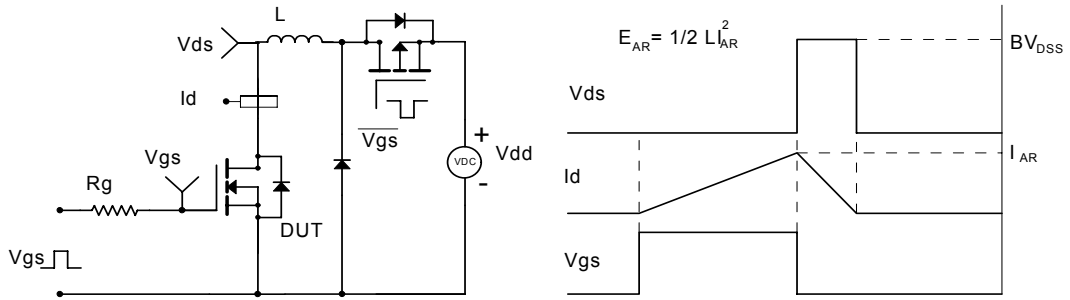 L
Vds
Id
Vgs
Vgs
+
VDC
Vdd
-
Rg
DUT
Vgs
E_AR = 1/2 LI_AR^2
BV_DSS
Vds
I_AR
Id
Vgs